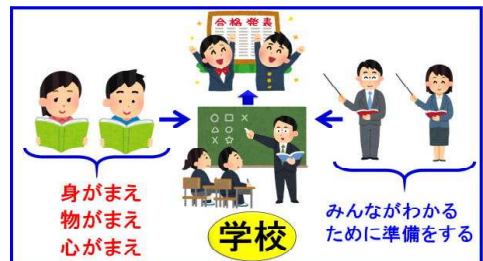 合格発表
身がまえ
物がまえ
心がまえ
学校
みんながわかる
ために準備をする